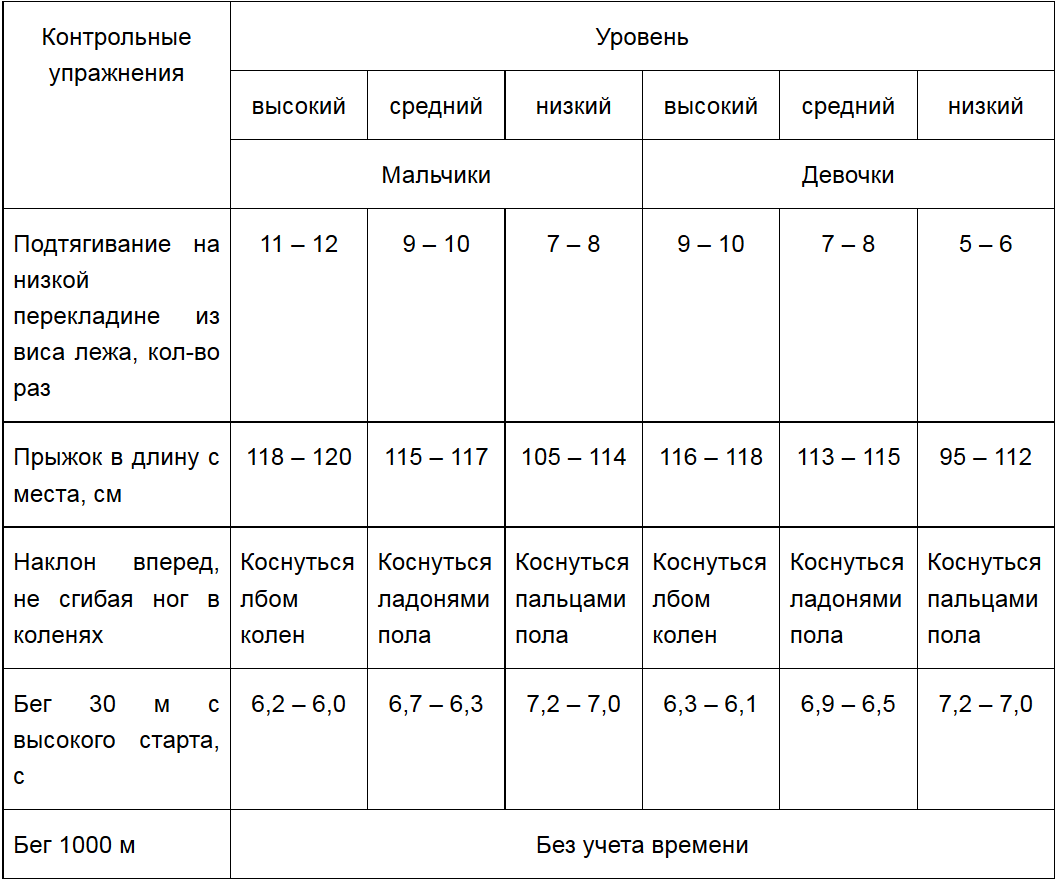 Контрольные
упражнения
Уровень
высокий средний низкий высокий средний низкий
Мальчики Девочки
Подтягивание на
низкой
перекладине из
виса лежа, кол-во
раз
11 – 12 9 – 10 7 – 8 9 – 10 7 – 8 5 – 6
Прыжок в длину с
места, см
118 – 120 115 – 117 105 – 114 116 – 118 113 – 115 95 – 112
Наклон вперед,
не сгибая ног в
коленях
Коснуться
лбом
колен
Коснуться
ладонями
пола
Коснуться
пальцами
пола
Коснуться
лбом
колен
Коснуться
ладонями
пола
Коснуться
пальцами
пола
Бег 30 м с
высокого старта,
с
6,2 – 6,0 6,7 – 6,3 7,2 – 7,0 6,3 – 6,1 6,9 – 6,5 7,2 – 7,0
Бег 1000 м
Без учета времени